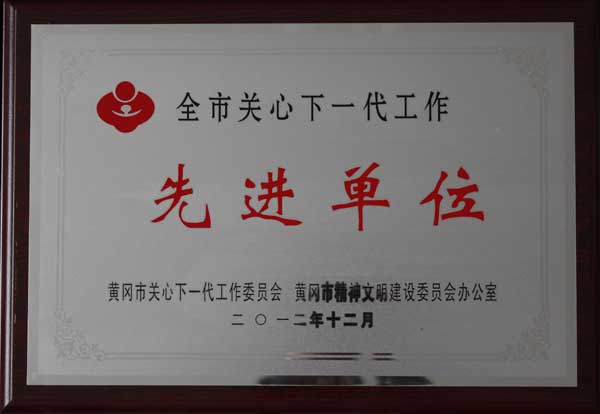 全市关心下一代工作
先进单位
黄冈市关心下一代工作委员会 黄冈市精神文明建设委员会办公室
二〇一二年十二月